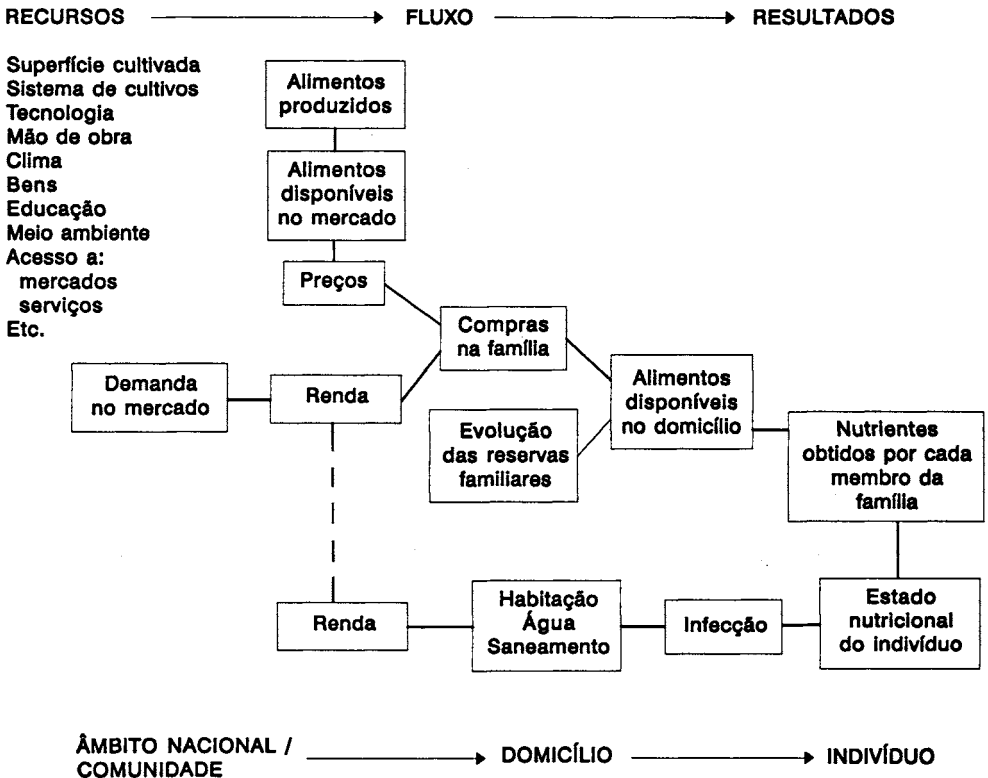 RECURSOS FLUXO RESULTADOS
Superfície cultivada
Sistema de cultivos
Tecnologia
Mão de obra
Clima
Bens
Educação
Meio ambiente
Acesso a:
mercados
serviços
Etc.
Alimentos
produzidos
Alimentos
disponíveis
no mercado
Preços
Compras
na família
Demanda
no mercado
Renda
Evolução
das reservas
familiares
Alimentos
disponíveis
no domicílio
Nutrientes
obtidos por cada
membro da
família
Renda
Habitação
Água
Saneamento
Infecção
Estado
nutricional
do indivíduo
ÂMBITO NACIONAL /
COMUNIDADE
DOMICÍLIO
INDIVÍDUO